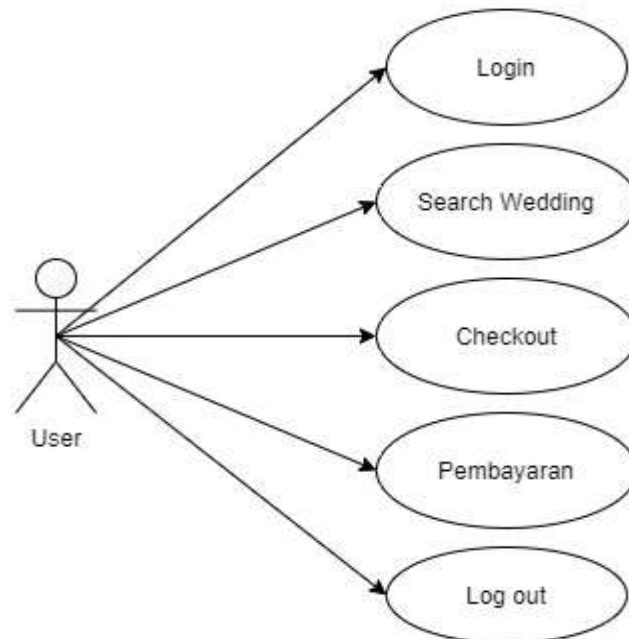 Login
Search Wedding
Checkout
User
Pembayaran
Log out